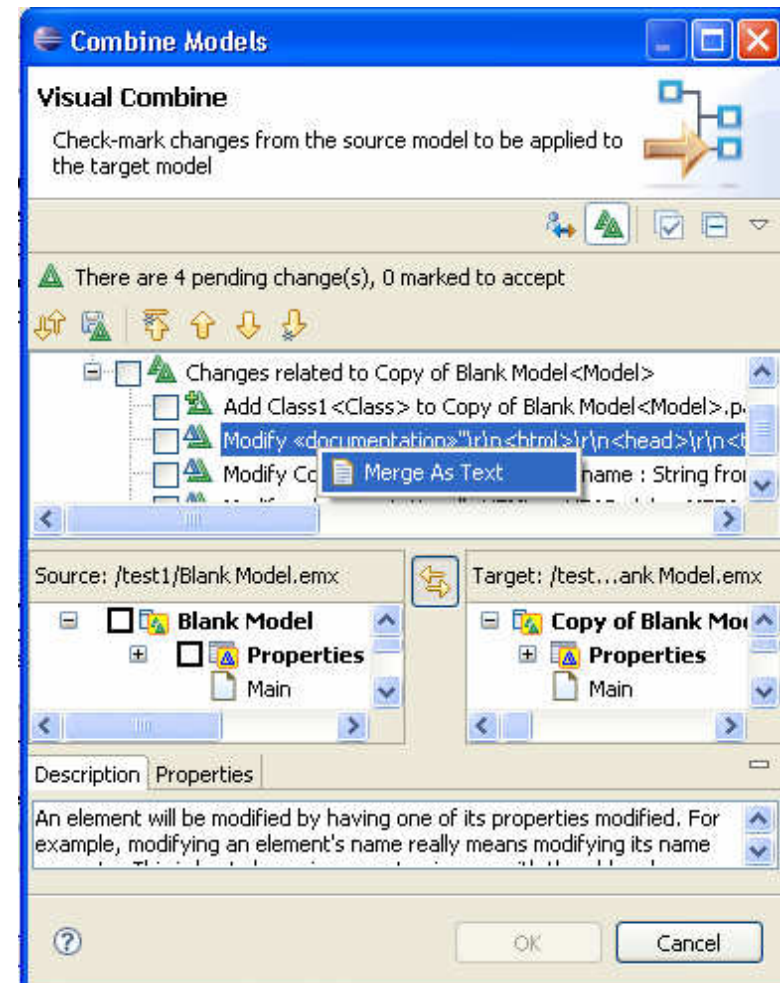 Combine Models
Visual Combine
Check-mark changes from the source model to be applied to
the target model
There are 4 pending change(s), 0 marked to accept
Changes related to Copy of Blank Model<Model>
Add Class1<Class> to Copy of Blank Model<Model>.pa
Modify «documentation»"\r\n<html>\r\n<head>\r\n<t
Merge As Text
Modify Co name : String from
Source: /test1/Blank Model.emx
Target: /test...ank Model.emx
Blank Model
Properties
Main
Copy of Blank Mo
Properties
Main
Description Properties
An element will be modified by having one of its properties modified. For
example, modifying an element's name really means modifying its name
OK Cancel